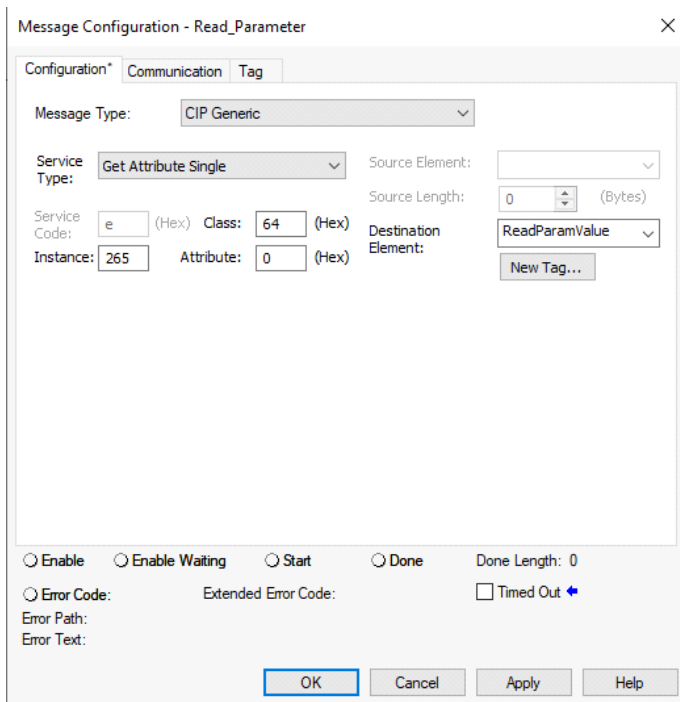 Message Configuration - Read_Parameter
Configuration* Communication Tag
Message Type: CIP Generic
Service Type: Get Attribute Single
Source Element:
Source Length: 0 (Bytes)
Service Code: e (Hex) Class: 64 (Hex)
Destination Element: ReadParamValue
Instance: 265 Attribute: 0 (Hex)
New Tag...
Enable Enable Waiting Start Done Done Length: 0
Error Code: Extended Error Code: Timed Out
Error Path:
Error Text:
OK Cancel Apply Help